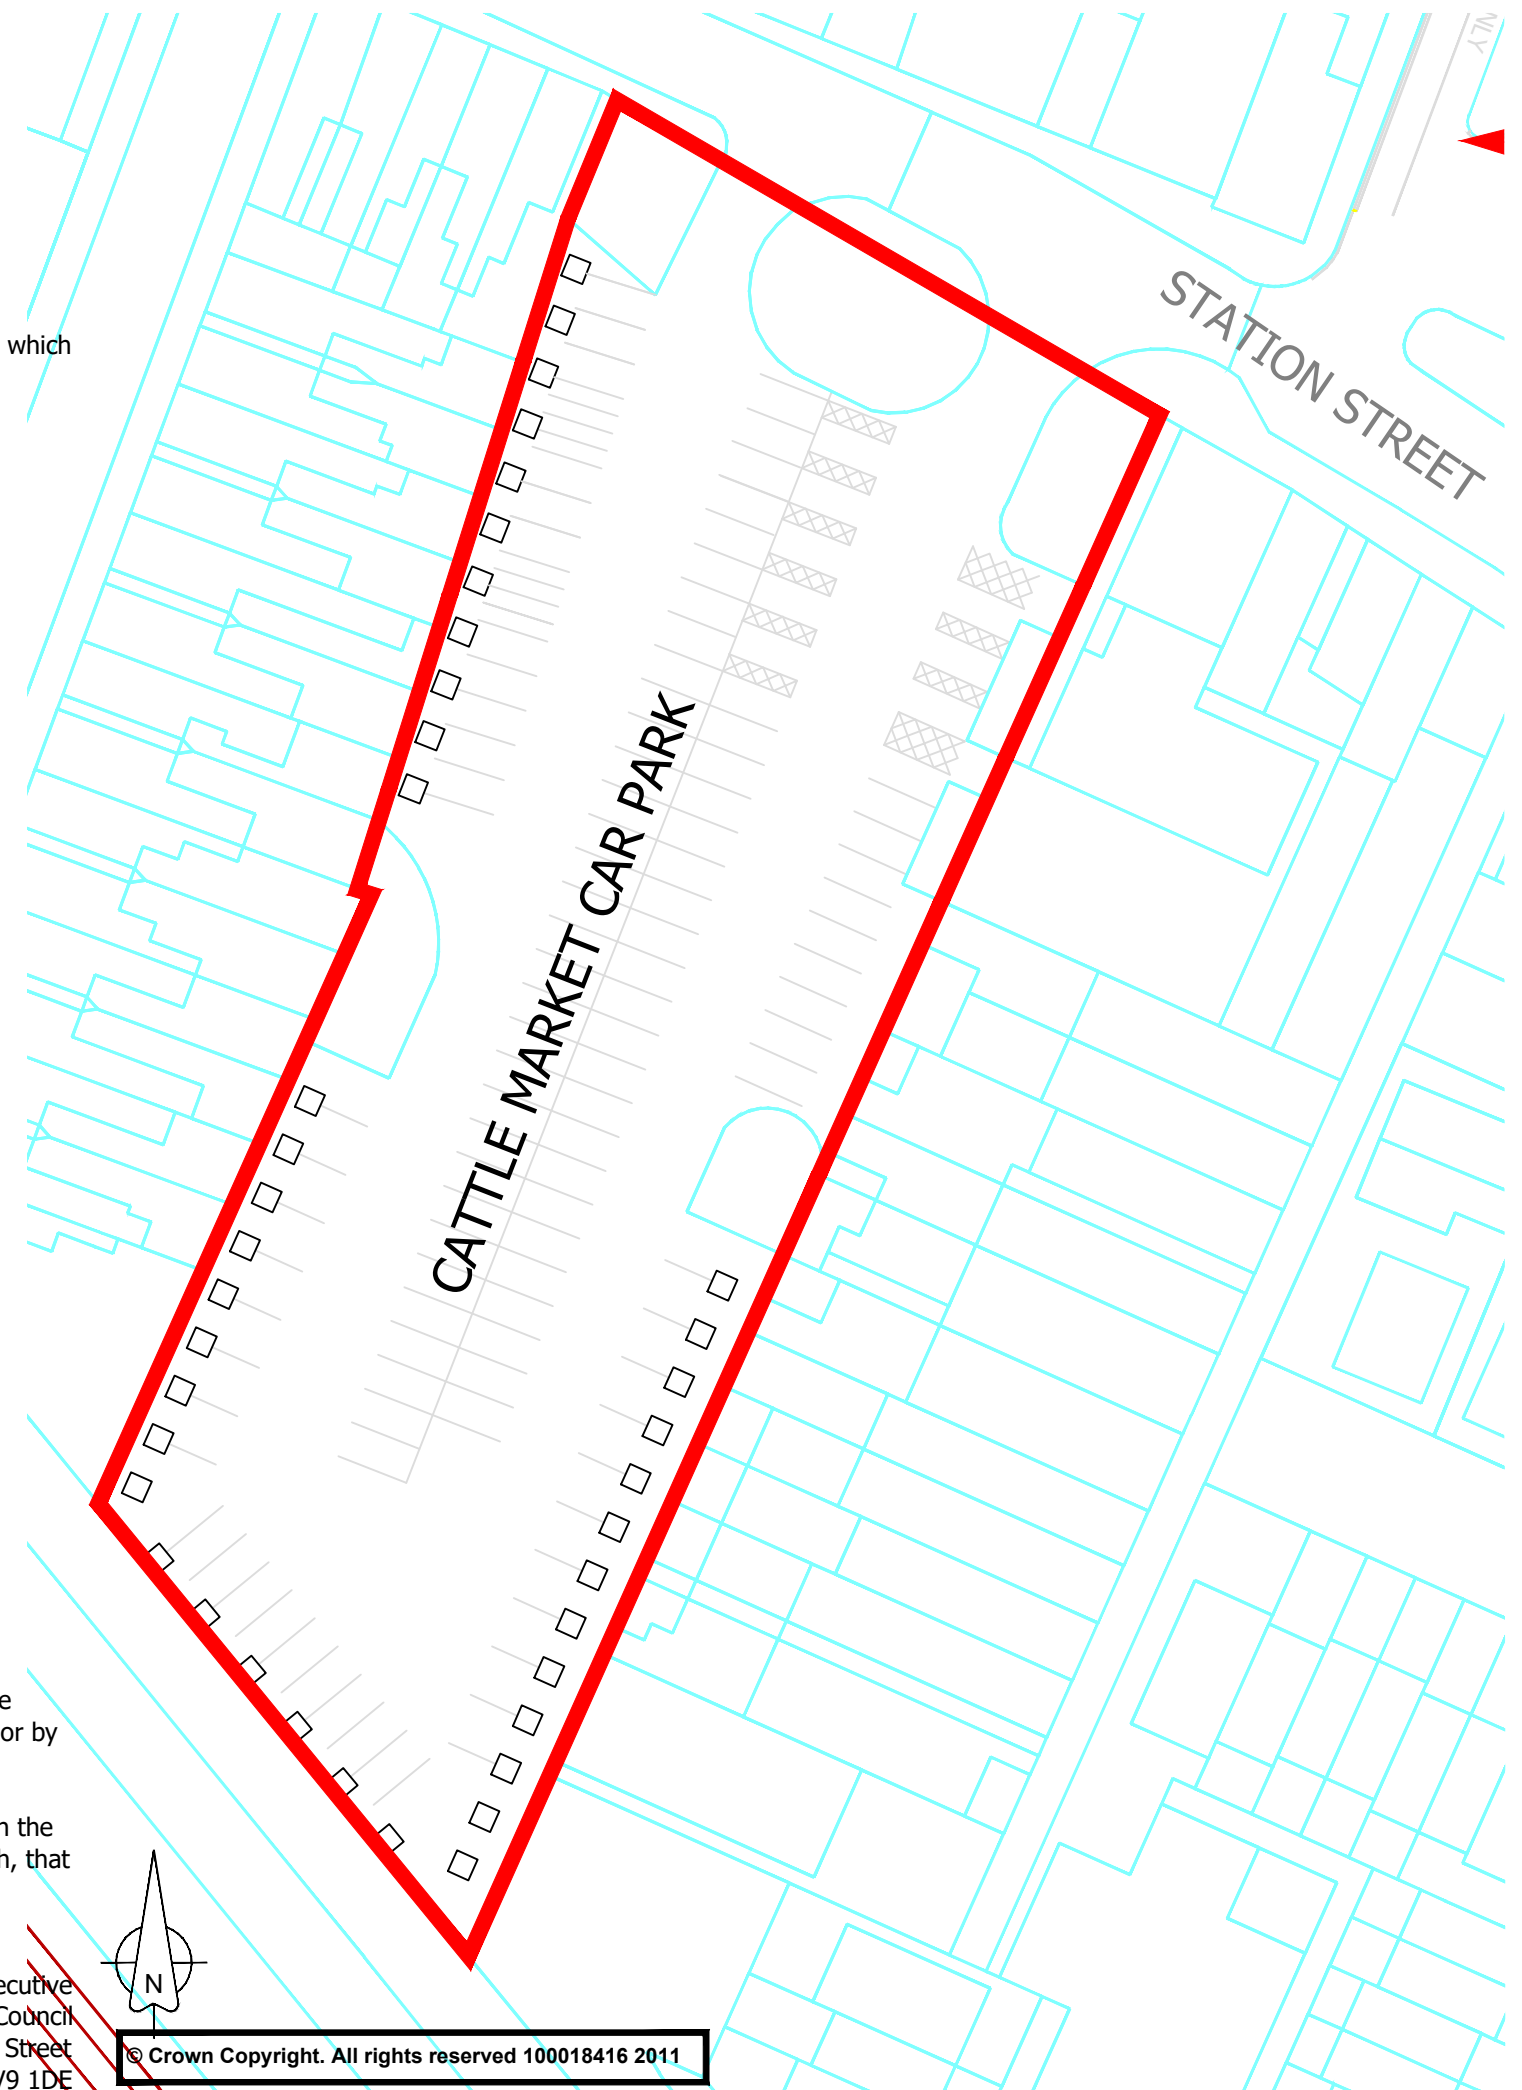 NLY
which
STATION STREET
CATTLE MARKET CAR PARK
e
or by
n the
h, that
N
ecutive
Council
Street
/9 1DE
© Crown Copyright. All rights reserved 100018416 2011